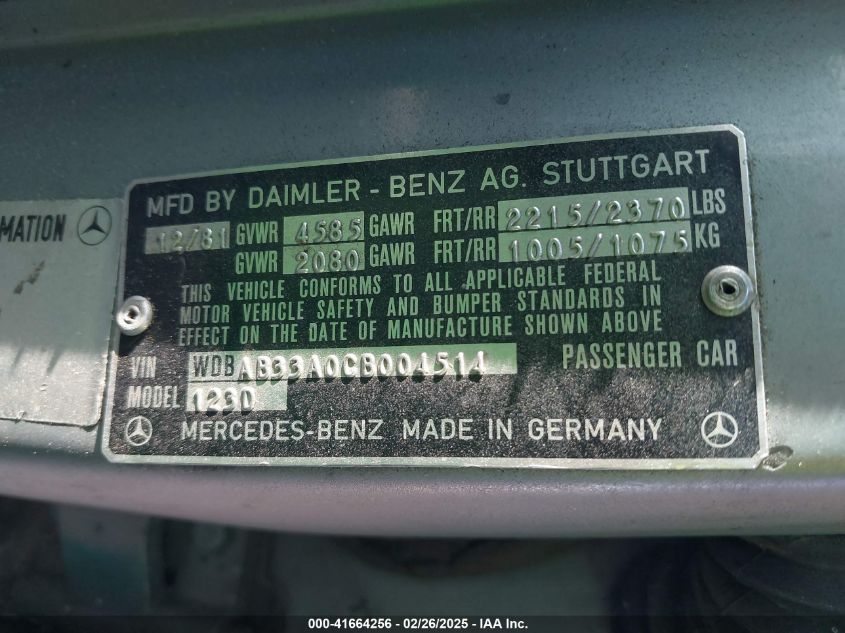 MATION
MFD BY DAIMLER - BENZ AG. STUTTGART
12/81 GVWR 4585 GAWR FRT/RR 2215/2370 LBS
GVWR 2080 GAWR FRT/RR 1005/1075 KG
THIS VEHICLE CONFORMS TO ALL APPLICABLE FEDERAL
MOTOR VEHICLE SAFETY AND BUMPER STANDARDS IN
EFFECT ON THE DATE OF MANUFACTURE SHOWN ABOVE
VIN WDBAB33A0CB004514 PASSENGER CAR
MODEL 123D
MERCEDES-BENZ MADE IN GERMANY
000-41664256 - 02/26/2025 - IAA Inc.